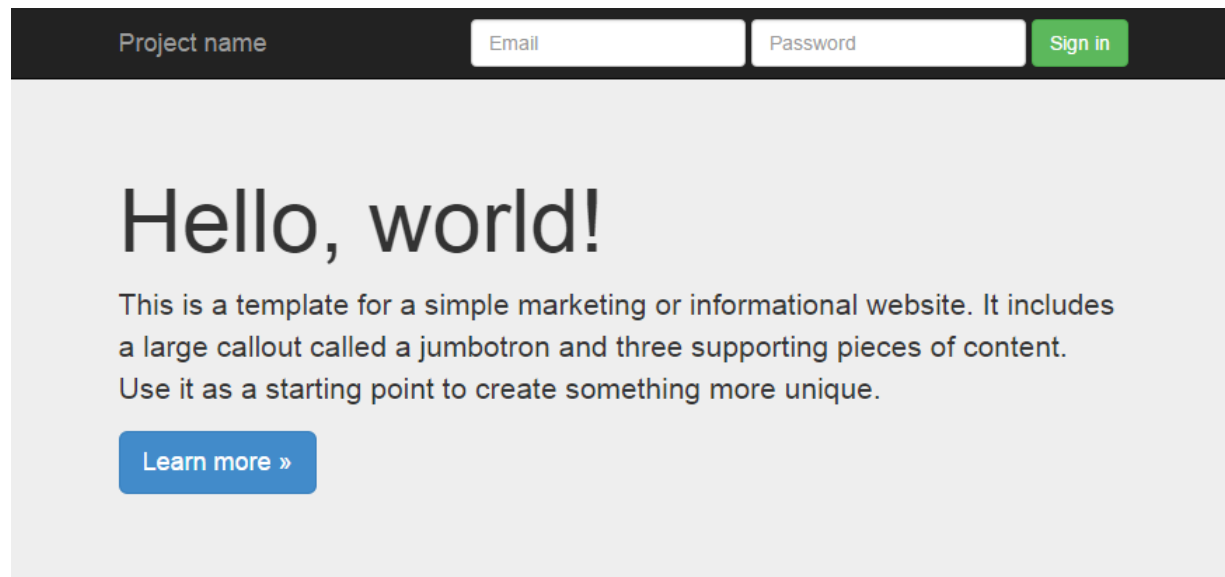 Project name Email Password Sign in
Hello, world!
This is a template for a simple marketing or informational website. It includes
a large callout called a jumbotron and three supporting pieces of content.
Use it as a starting point to create something more unique.
Learn more »